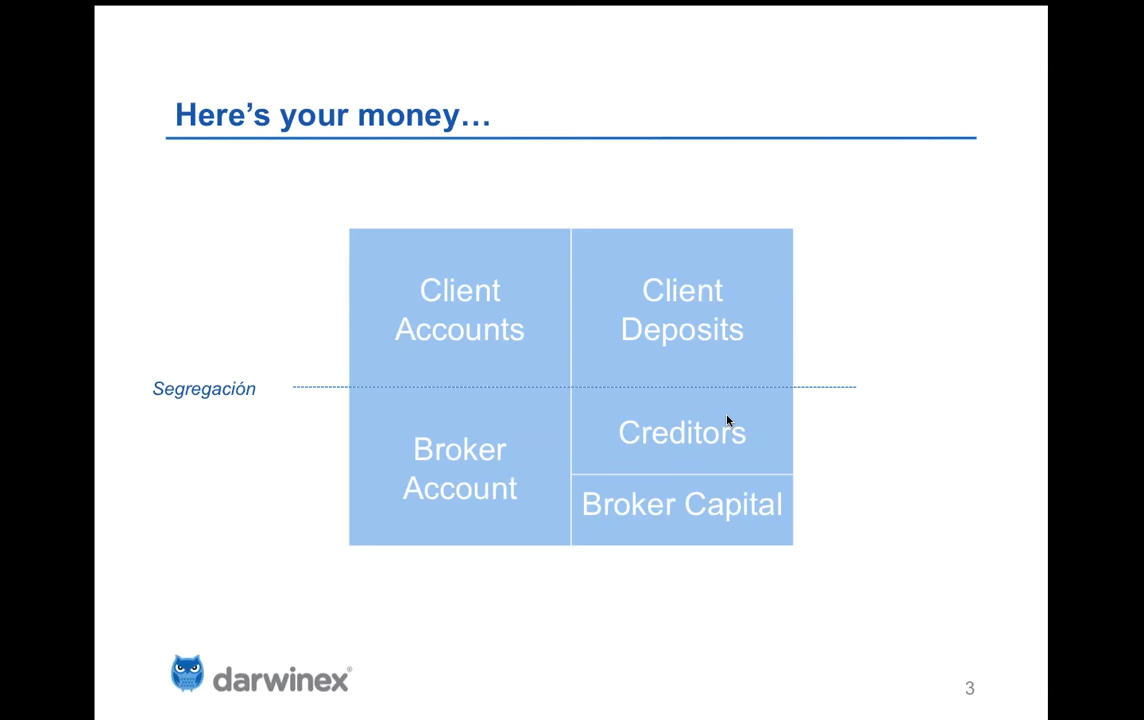 Here’s your money…
Client
Accounts
Client
Deposits
Segregación
Broker
Account
Creditors
Broker Capital
darwinex®
3